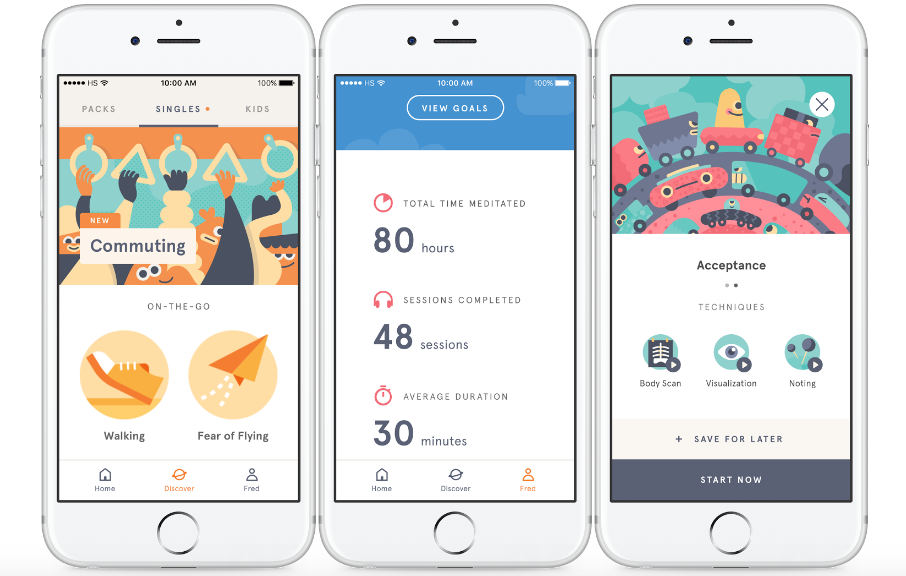 HS 10:00 AM 100%
PACKS SINGLES KIDS
NEW
Commuting
ON-THE-GO
Walking Fear of Flying
Home Discover Fred
HS 10:00 AM 100%
VIEW GOALS
TOTAL TIME MEDITATED
80 hours
SESSIONS COMPLETED
48 sessions
AVERAGE DURATION
30 minutes
Home Discover Fred
Acceptance
TECHNIQUES
Body Scan Visualization Noting
+ SAVE FOR LATER
START NOW